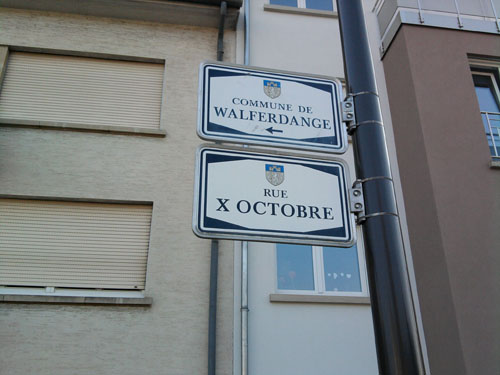 COMMUNE DE
WALFERDANGE
←
RUE
X OCTOBRE